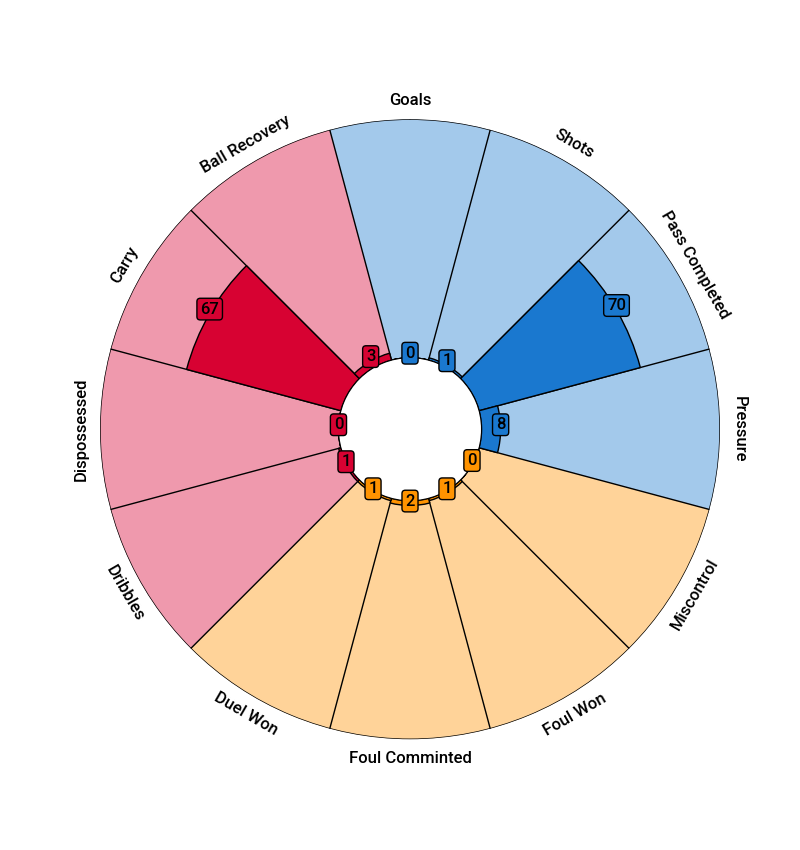 Goals
Shots
Pass Completed
Pressure
Miscontrol
Foul Won
Foul Comminted
Duel Won
Dribbles
Dispossessed
Carry
Ball Recovery
0
1
70
8
0
1
2
1
1
0
67
3